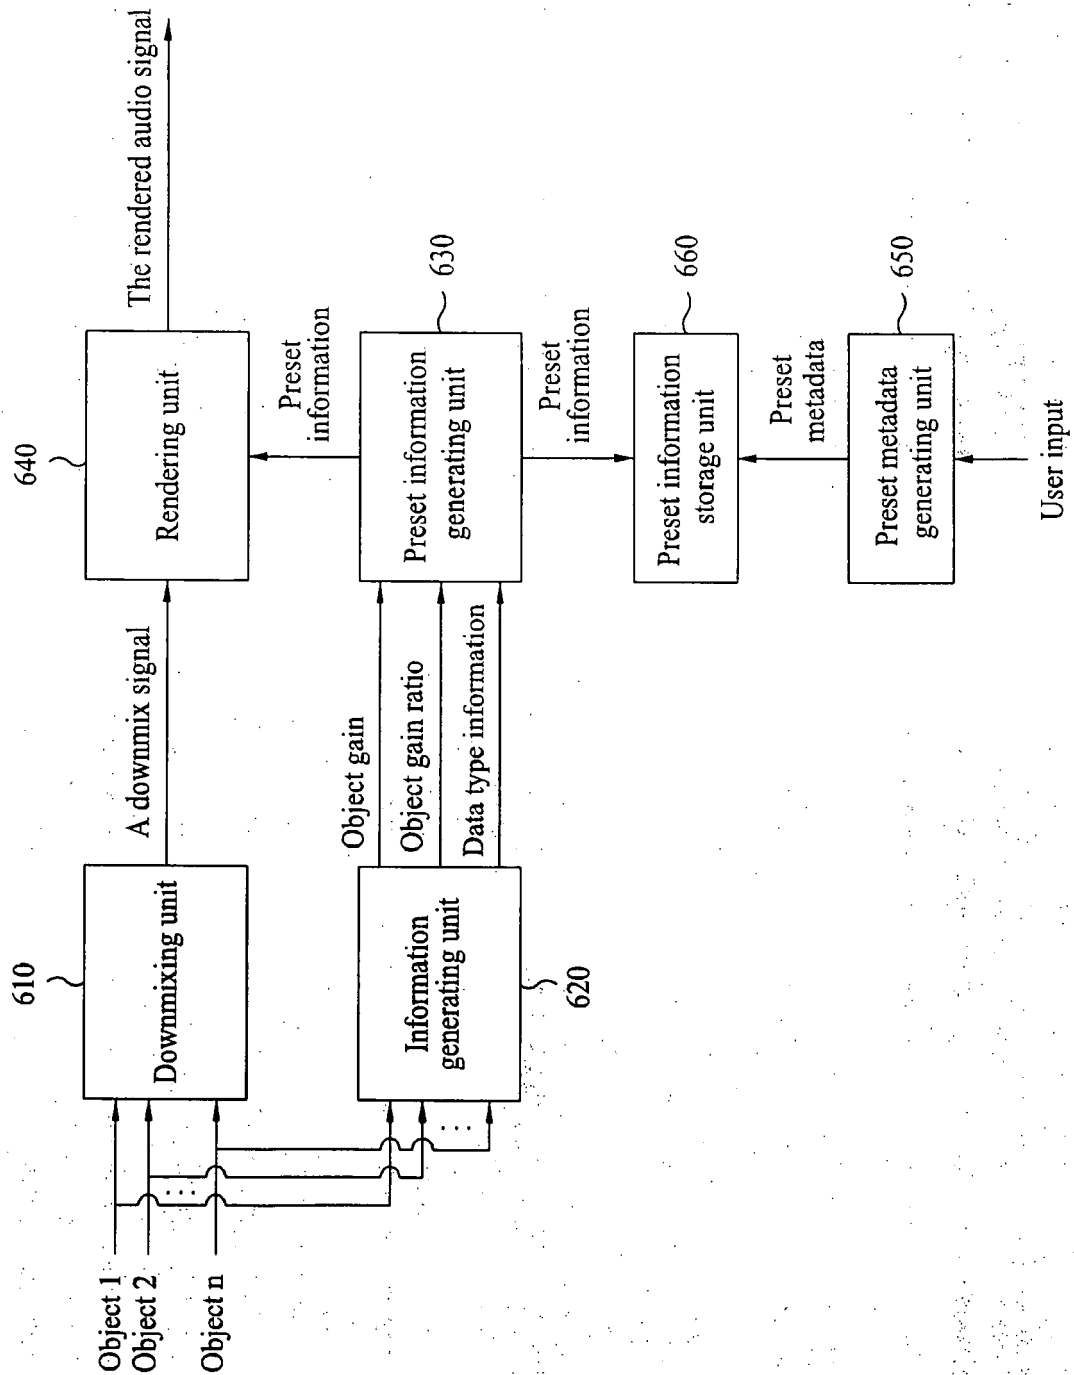 610
640
Object 1
Object 2
Object n
Downmixing unit
A downmix signal
Rendering unit
The rendered audio signal
...
...
Preset
information
Information
generating unit
620
Object gain
Object gain ratio
Data type information
Preset information
generating unit
630
Preset
information
Preset information
storage unit
660
Preset
metadata
Preset metadata
generating unit
650
User input